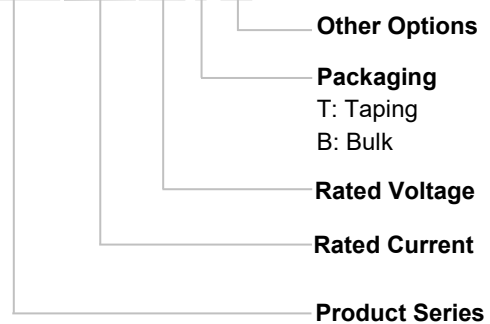 Other Options
Packaging
T: Taping
B: Bulk
Rated Voltage
Rated Current
Product Series